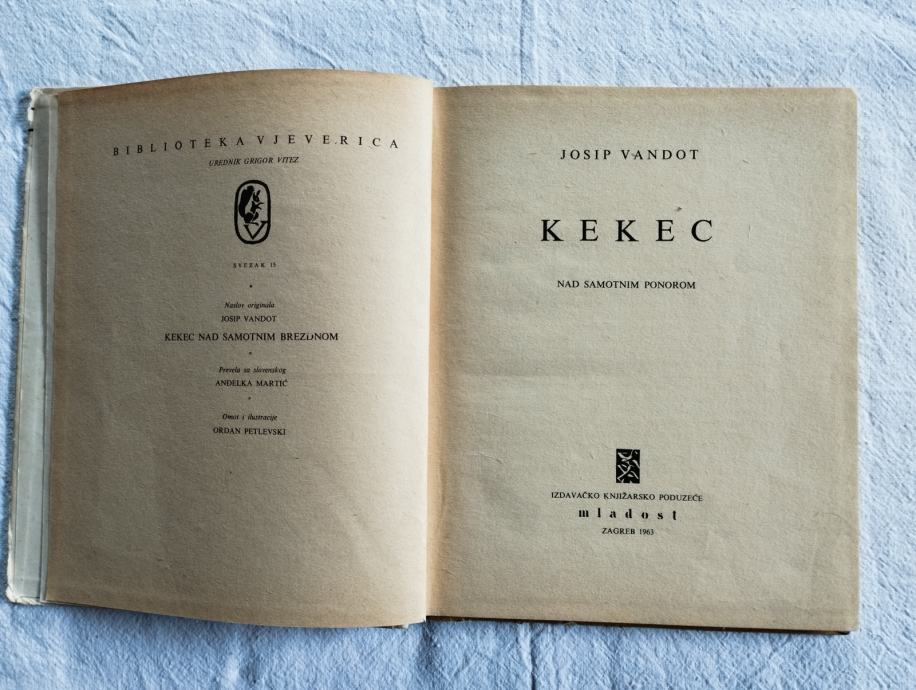 BIBLIOTEKA VJEVERICA
UREDNIK GRIGOR VITEZ
V
SVEZAK 15
Naslov originala
JOSIP VANDOT
KEKEC NAD SAMOTNIM BREZDNOM
Prevela sa slovenskog
ANĐELKA MARTIĆ
Omot i ilustracije
ORDAN PETLEVSKI
JOSIP VANDOT
KEKEC
NAD SAMOTNIM PONOROM
IZDAVAČKO KNJIŽARSKO PODUZEĆE
mladost
ZAGREB 1963